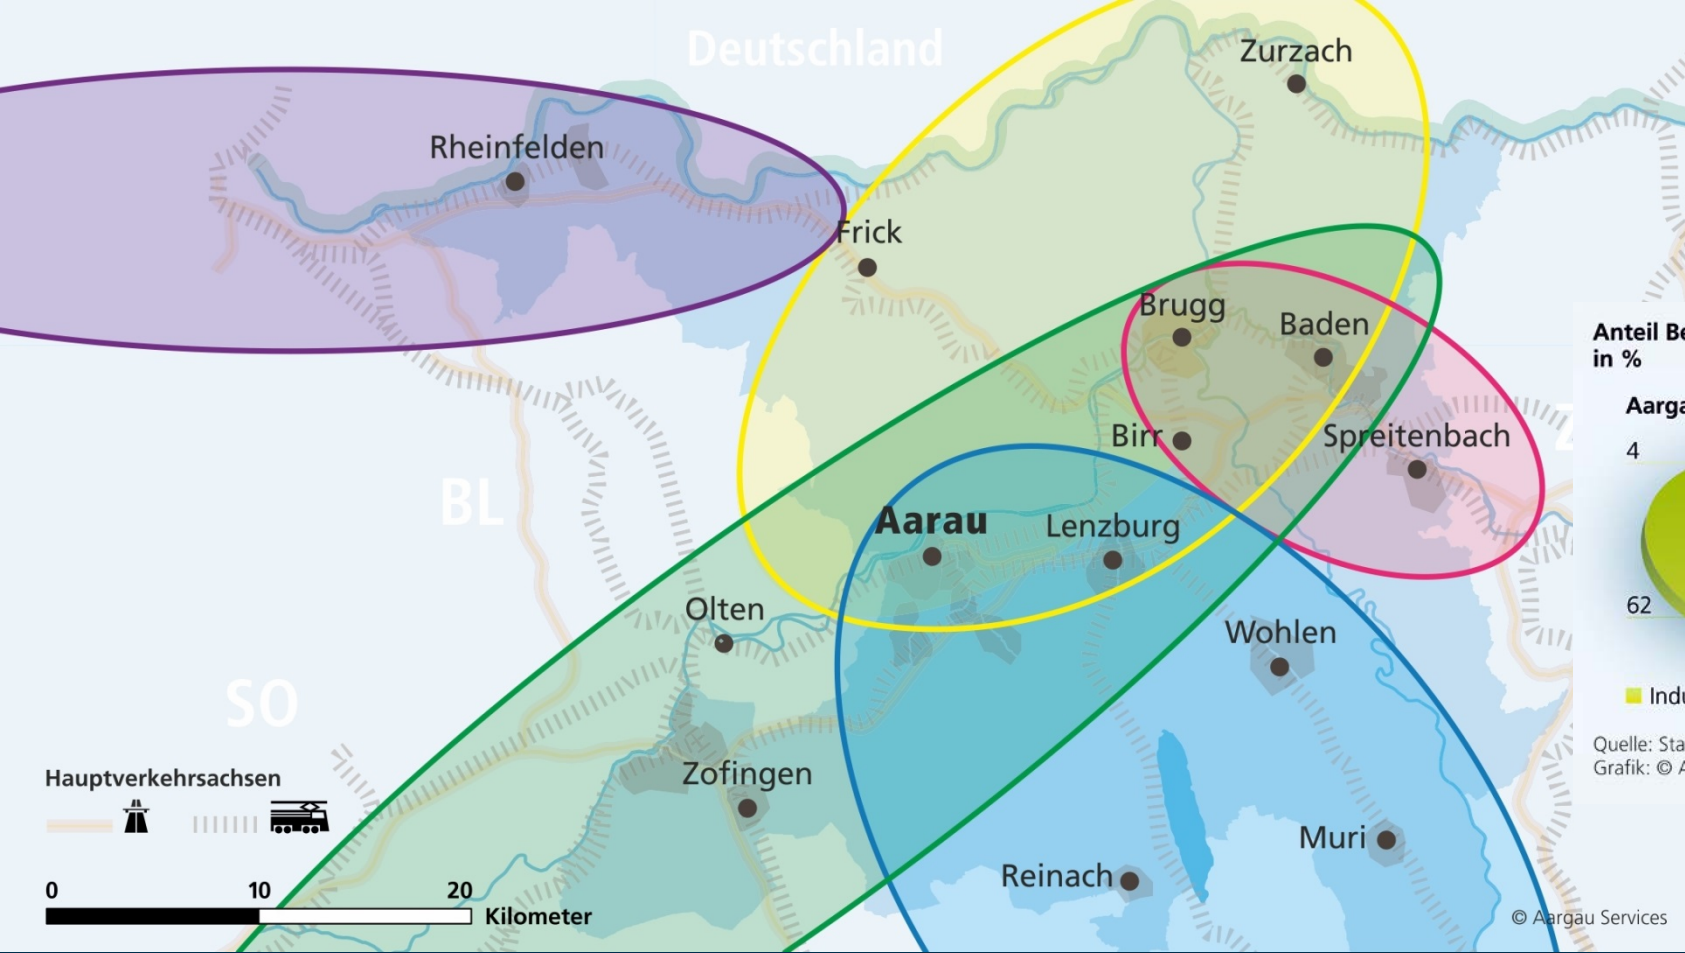 Deutschland
Zurzach
Rheinfelden
Frick
Brugg
Baden
Anteil Be
in %
Aarga
4
Birr
Spreitenbach
Z
BL
Aarau
Lenzburg
Olten
62
Wohlen
SO
Indu
Quelle: Sta
Grafik: © A
Hauptverkehrsachsen
Zofingen
Muri
Reinach
0 10 20
Kilometer
© Aargau Services